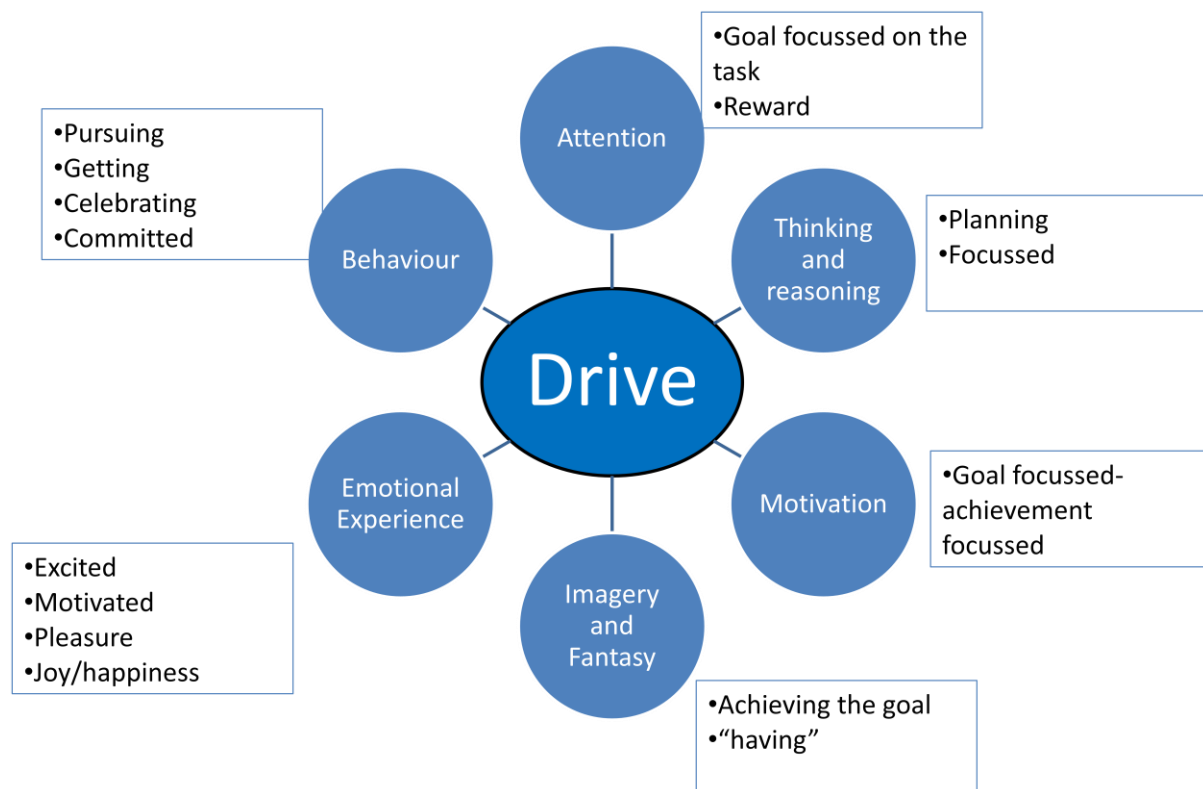 •Goal focussed on the
task
•Reward
Attention
•Pursuing
•Getting
•Celebrating
•Committed
Behaviour
Thinking
and
reasoning
•Planning
•Focussed
Drive
Emotional
Experience
•Excited
•Motivated
•Pleasure
•Joy/happiness
Motivation
•Goal focussed-
achievement
focussed
Imagery
and
Fantasy
•Achieving the goal
•“having”